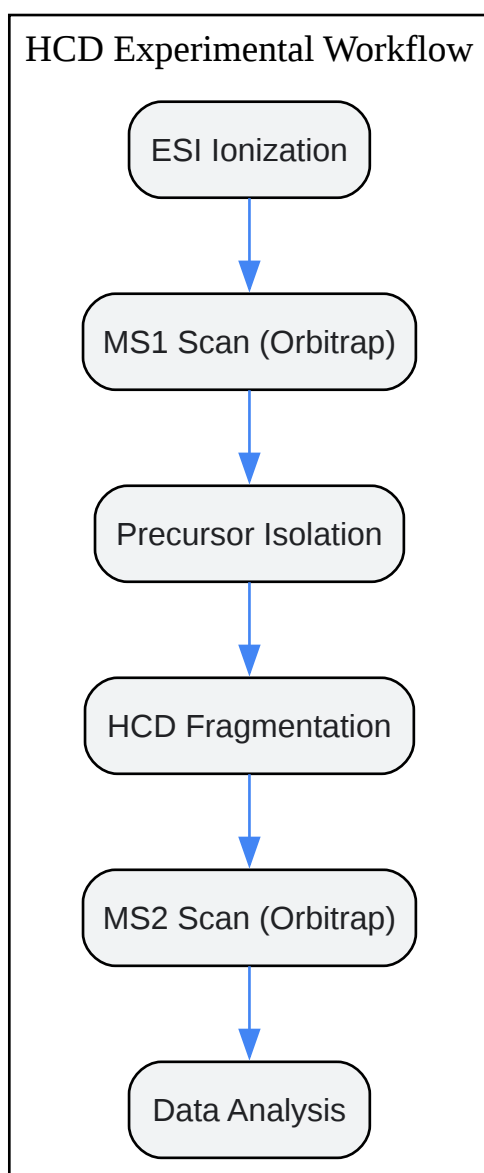 HCD Experimental Workflow
ESI Ionization
MS1 Scan (Orbitrap)
Precursor Isolation
HCD Fragmentation
MS2 Scan (Orbitrap)
Data Analysis